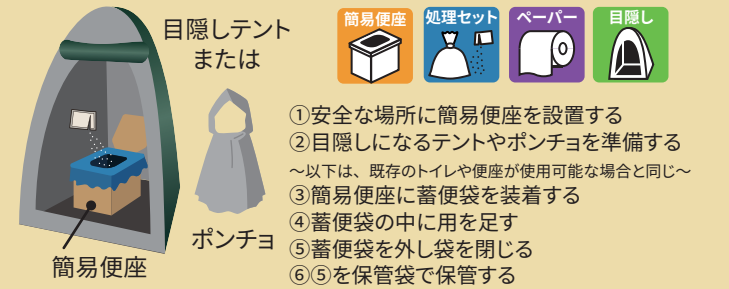 目隠しテント
または
簡易便座
ポンチョ
簡易便座
処理セット
ペーパー
目隠し
①安全な場所に簡易便座を設置する
②目隠しになるテントやポンチョを準備する
～以下は、既存のトイレや便座が使用可能な場合と同じ～
③簡易便座に蓄便袋を装着する
④蓄便袋の中に用を足す
⑤蓄便袋を外し袋を閉じる
⑥⑤を保管袋で保管する